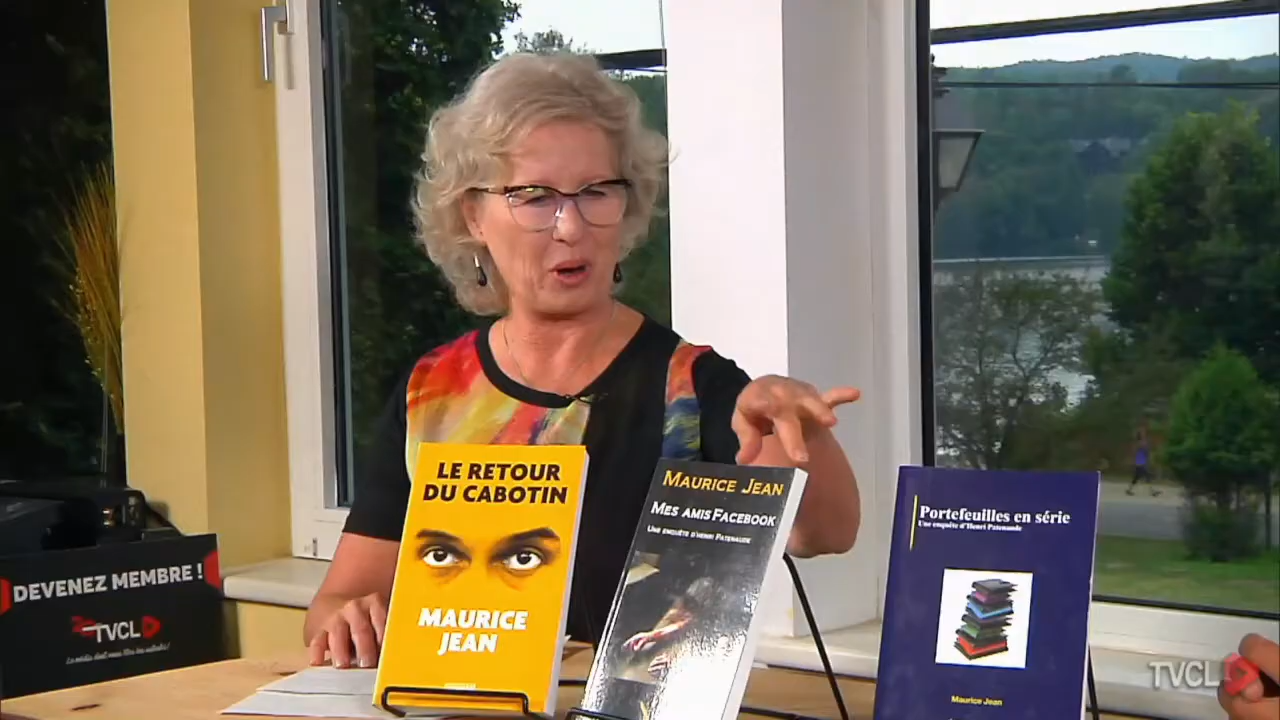 LE RETOUR
DU CABOTIN
MAURICE
JEAN
MAURICE JEAN
MES AMIS FACEBOOK
UNE ENQUÊTE D'HENRI PATENAUDE
Portefeuilles en série
Une enquête d'Henri Patenaude
Maurice Jean
DEVENEZ MEMBRE !
TVCL
TVCL